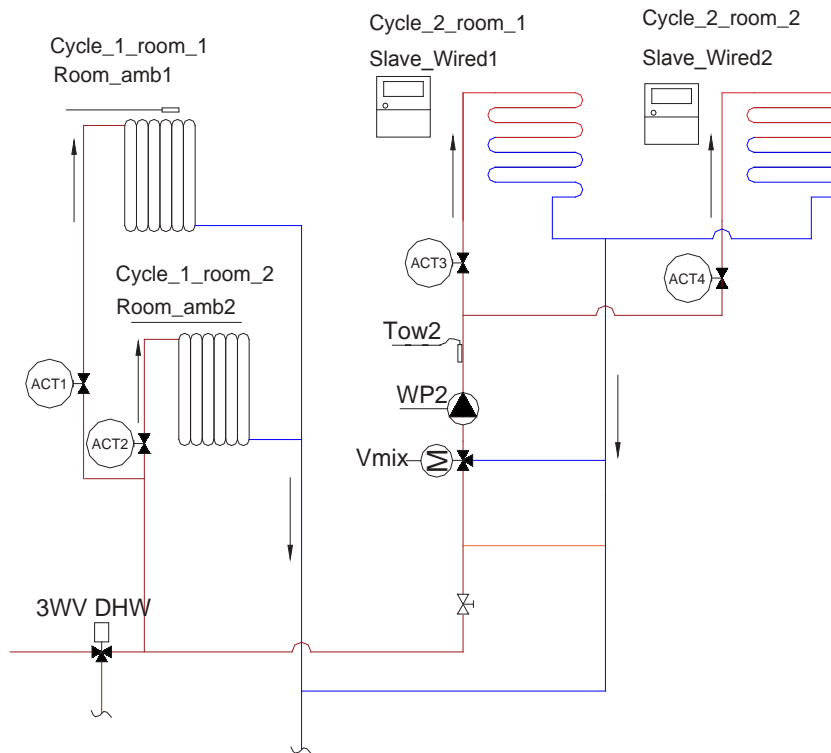 Cycle_1_room_1
Room_amb1
Cycle_2_room_1
Slave_Wired1
Cycle_2_room_2
Slave_Wired2
Cycle_1_room_2
Room_amb2
ACT3
ACT4
Tow2
ACT1
WP2
ACT2
Vmix
M
3WV DHW